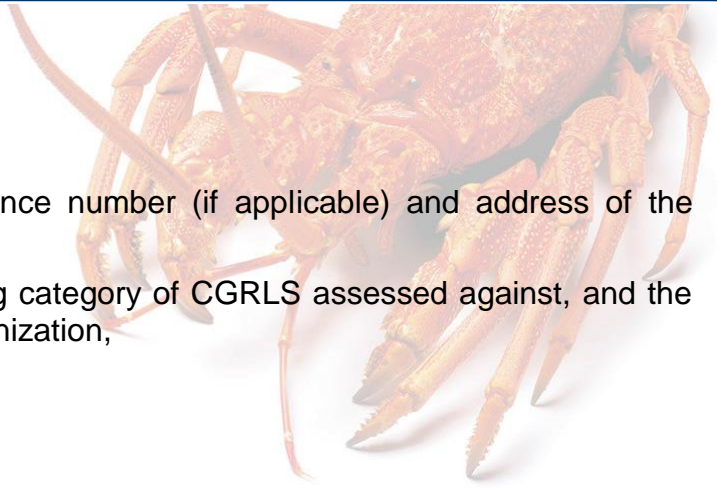 nce number (if applicable) and address of the
g category of CGRLS assessed against, and the
nization,